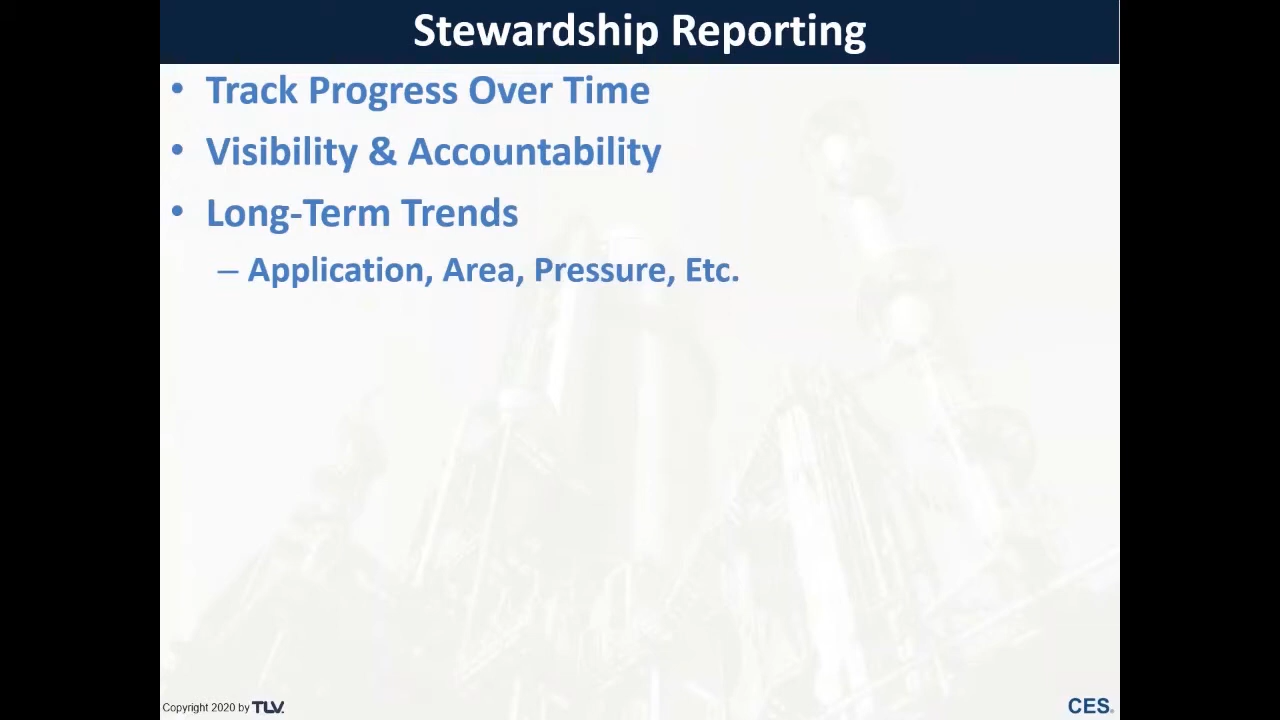 Stewardship Reporting
• Track Progress Over Time
• Visibility & Accountability
• Long-Term Trends
– Application, Area, Pressure, Etc.
Copyright 2020 by TLV.
CES®